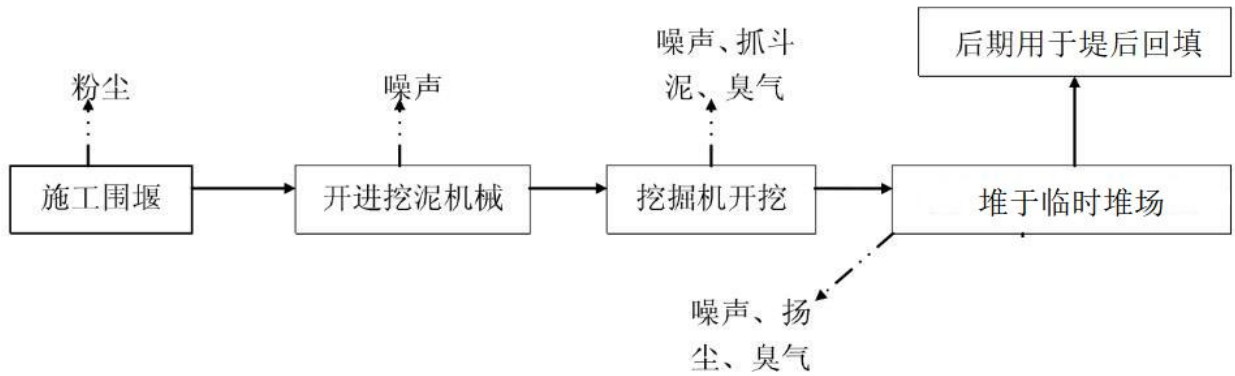 噪声、抓斗
泥、臭气
后期用于堤后回填
粉尘
噪声
施工围堰
开进挖泥机械
挖掘机开挖
堆于临时堆场
噪声、扬
尘、臭气